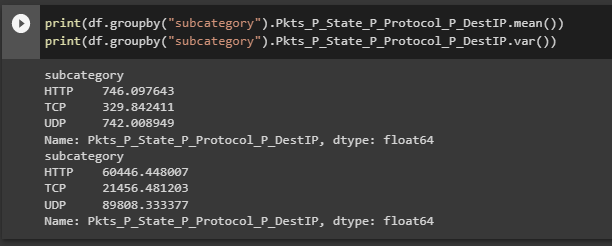 print(df.groupby("subcategory").Pkts_P_State_P_Protocol_P_DestIP.mean())
print(df.groupby("subcategory").Pkts_P_State_P_Protocol_P_DestIP.var())
subcategory
HTTP    746.097643
TCP     329.842411
UDP     742.008949
Name: Pkts_P_State_P_Protocol_P_DestIP, dtype: float64
subcategory
HTTP    60446.448007
TCP     21456.481203
UDP     89808.333377
Name: Pkts_P_State_P_Protocol_P_DestIP, dtype: float64